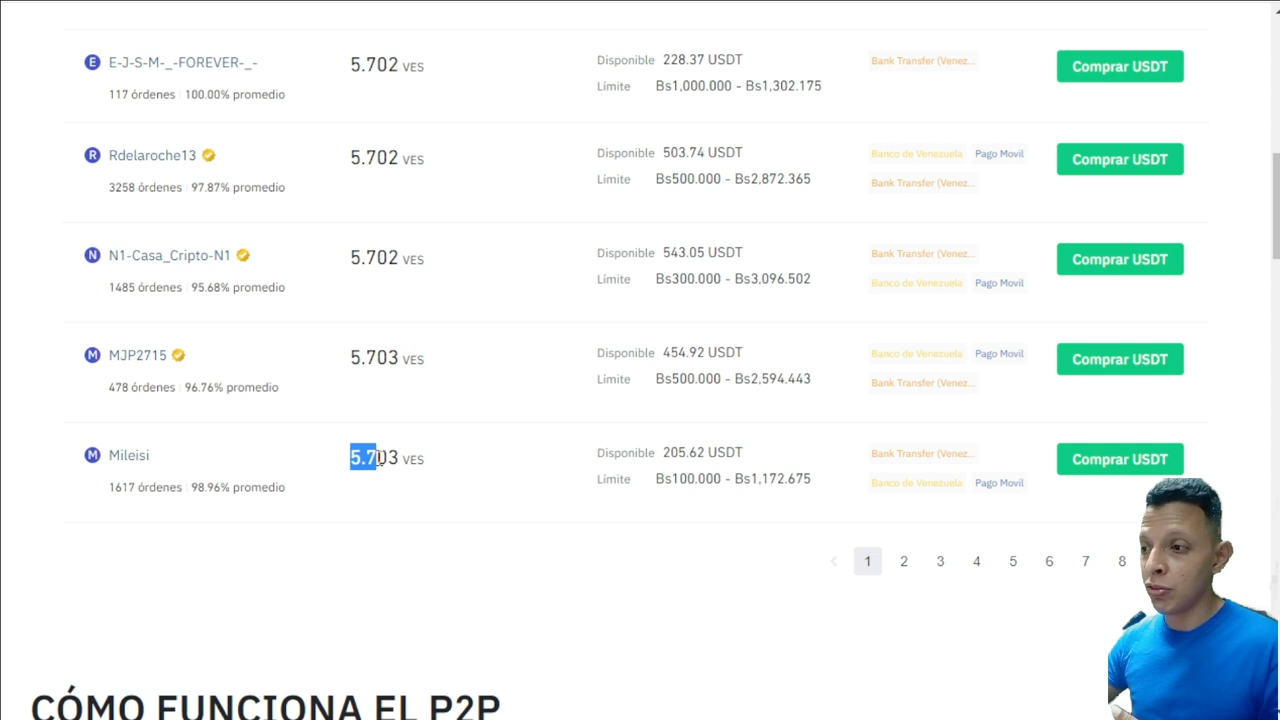 E E-J-S-M-_-FOREVER-_-
117 órdenes | 100.00% promedio
5.702 VES
Disponible 228.37 USDT
Límite Bs1,000.000 - Bs1,302.175
Bank Transfer (Venez...
Comprar USDT
R Rdelaroche13
3258 órdenes | 97.87% promedio
5.702 VES
Disponible 503.74 USDT
Límite Bs500.000 - Bs2,872.365
Banco de Venezuela Pago Movil
Bank Transfer (Venez...
Comprar USDT
N N1-Casa_Cripto-N1
1485 órdenes | 95.68% promedio
5.702 VES
Disponible 543.05 USDT
Límite Bs300.000 - Bs3,096.502
Bank Transfer (Venez...
Banco de Venezuela Pago Movil
Comprar USDT
M MJP2715
478 órdenes | 96.76% promedio
5.703 VES
Disponible 454.92 USDT
Límite Bs500.000 - Bs2,594.443
Banco de Venezuela Pago Movil
Bank Transfer (Venez...
Comprar USDT
M Mileisi
1617 órdenes | 98.96% promedio
5.703 VES
Disponible 205.62 USDT
Límite Bs100.000 - Bs1,172.675
Bank Transfer (Venez...
Banco de Venezuela Pago Movil
Comprar USDT
< 1 2 3 4 5 6 7 8
CÓMO FUNCIONA EL P2P